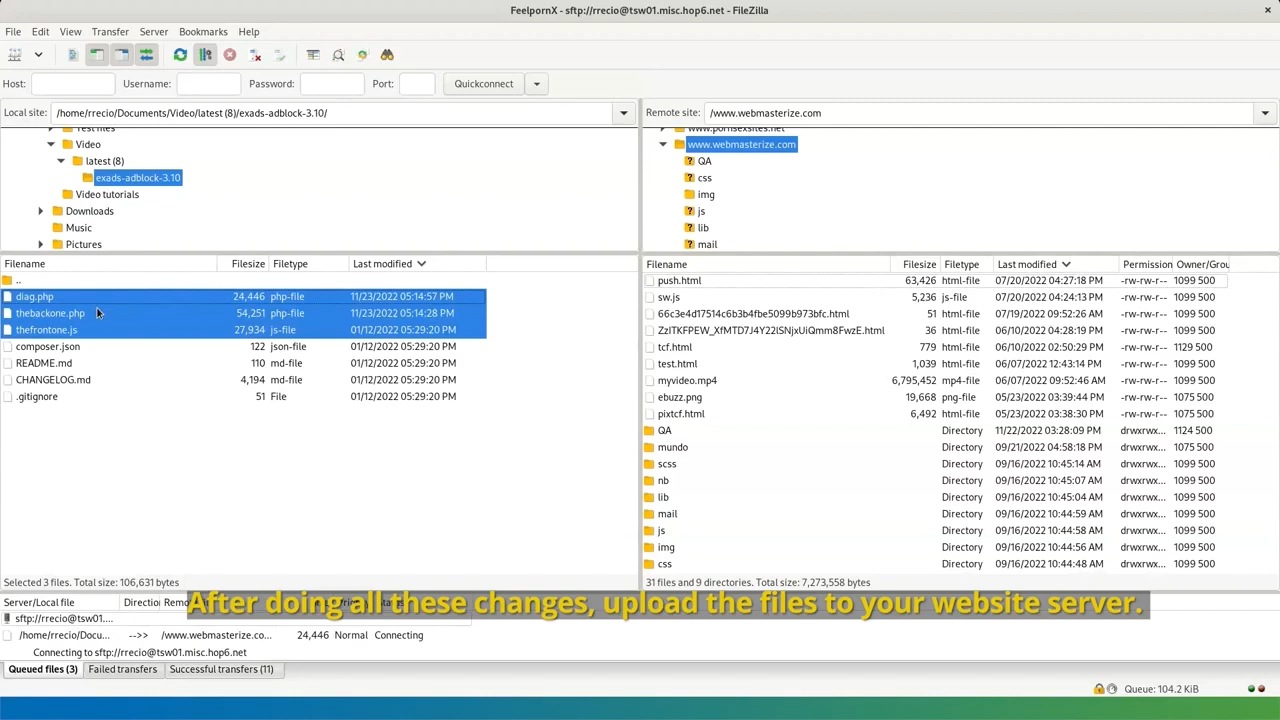 FeelpornX - sftp://rrecio@tsw01.misc.hop6.net - FileZilla
File Edit View Transfer Server Bookmarks Help
Host: Username: Password: Port: Quickconnect
Local site: /home/rrecio/Documents/Video/latest (8)/exads-adblock-3.10/
Test files
Video
latest (8)
exads-adblock-3.10
Video tutorials
Downloads
Music
Pictures
Remote site: /www.webmasterize.com
www.pornsexsites.net
www.webmasterize.com
QA
css
img
js
lib
mail
Filename Filesize Filetype Last modified
..
diag.php 24,446 php-file 11/23/2022 05:14:57 PM
thebackone.php 54,251 php-file 11/23/2022 05:14:28 PM
thefrontone.js 27,934 js-file 01/12/2022 05:29:20 PM
composer.json 122 json-file 01/12/2022 05:29:20 PM
README.md 110 md-file 01/12/2022 05:29:20 PM
CHANGELOG.md 4,194 md-file 01/12/2022 05:29:20 PM
.gitignore 51 File 01/12/2022 05:29:20 PM
Selected 3 files. Total size: 106,631 bytes
Filename Filesize Filetype Last modified Permission Owner/Grou
push.html 63,426 html-file 07/20/2022 04:27:18 PM -rw-rw-r-- 1099 500
sw.js 5,236 js-file 07/20/2022 04:24:13 PM -rw-rw-r-- 1099 500
66c3e4d17514c6b3b4fbe5099b973bfc.html 51 html-file 07/19/2022 09:52:26 AM -rw-rw-r-- 1099 500
ZzlTKFPEW_XfMTD7J4Y22lSNjxUiQmm8FwzE.html 36 html-file 06/10/2022 04:28:19 PM -rw-rw-r-- 1099 500
tcf.html 779 html-file 06/10/2022 02:50:29 PM -rw-rw-r-- 1129 500
test.html 1,039 html-file 06/07/2022 12:43:14 PM -rw-rw-r-- 1099 500
myvideo.mp4 6,795,452 mp4-file 06/07/2022 09:52:46 AM -rw-rw-r-- 1099 500
ebuzz.png 19,668 png-file 05/23/2022 03:39:44 PM -rw-rw-r-- 1075 500
pixtcf.html 6,492 html-file 05/23/2022 03:38:30 PM -rw-rw-r-- 1075 500
QA Directory 11/22/2022 03:28:09 PM drwxrwx... 1124 500
mundo Directory 09/21/2022 04:58:18 PM drwxrwx... 1075 500
scss Directory 09/16/2022 10:45:14 AM drwxrwx... 1099 500
nb Directory 09/16/2022 10:45:07 AM drwxrwx... 1099 500
lib Directory 09/16/2022 10:45:04 AM drwxrwx... 1099 500
mail Directory 09/16/2022 10:44:59 AM drwxrwx... 1099 500
js Directory 09/16/2022 10:44:58 AM drwxrwx... 1099 500
img Directory 09/16/2022 10:44:56 AM drwxrwx... 1099 500
css Directory 09/16/2022 10:44:48 AM drwxrwx... 1099 500
31 files and 9 directories. Total size: 7,273,558 bytes
Server/Local file Directio
After doing all these changes, upload the files to your website server.
sftp://rrecio@tsw01....
/home/rrecio/Docu... -->> /www.webmasterize.co... 24,446 Normal Connecting
Connecting to sftp://rrecio@tsw01.misc.hop6.net
Queued files (3) Failed transfers Successful transfers (11)
Queue: 104.2 KiB